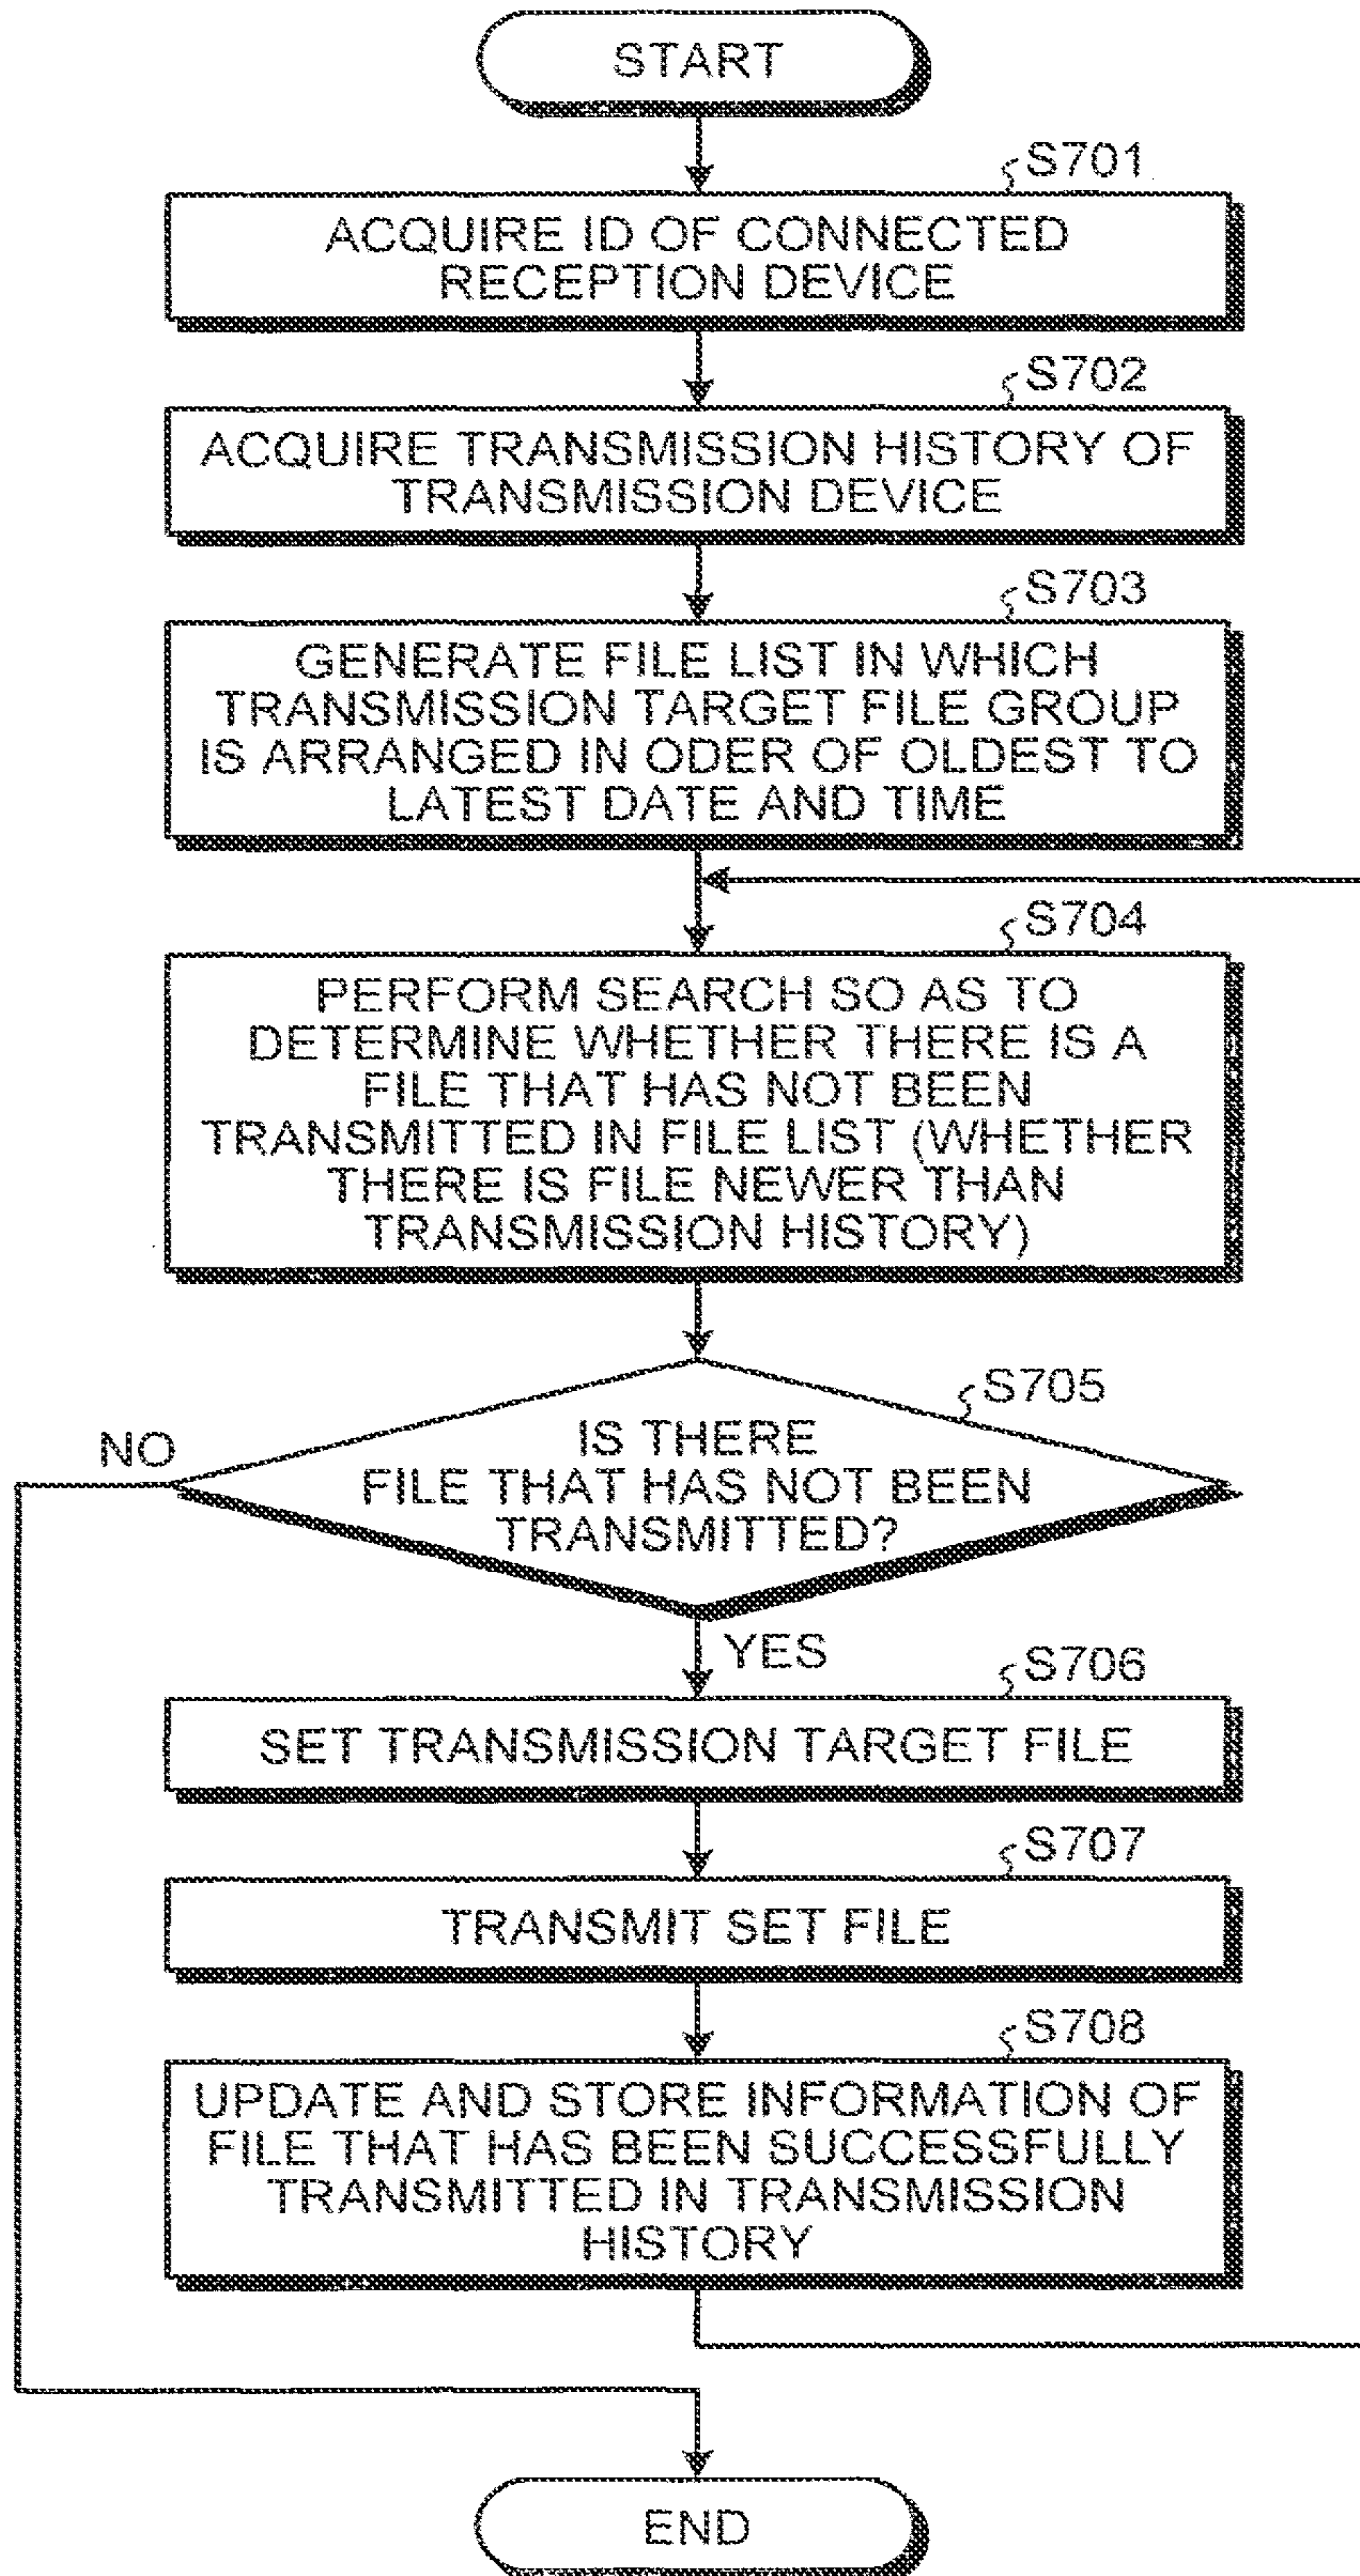 START
S701
ACQUIRE ID OF CONNECTED
RECEPTION DEVICE
S702
ACQUIRE TRANSMISSION HISTORY OF
TRANSMISSION DEVICE
S703
GENERATE FILE LIST IN WHICH
TRANSMISSION TARGET FILE GROUP
IS ARRANGED IN ODER OF OLDEST TO
LATEST DATE AND TIME
S704
PERFORM SEARCH SO AS TO
DETERMINE WHETHER THERE IS A
FILE THAT HAS NOT BEEN
TRANSMITTED IN FILE LIST (WHETHER
THERE IS FILE NEWER THAN
TRANSMISSION HISTORY)
S705
NO
IS THERE
FILE THAT HAS NOT BEEN
TRANSMITTED?
YES
S706
SET TRANSMISSION TARGET FILE
S707
TRANSMIT SET FILE
S708
UPDATE AND STORE INFORMATION OF
FILE THAT HAS BEEN SUCCESSFULLY
TRANSMITTED IN TRANSMISSION
HISTORY
END